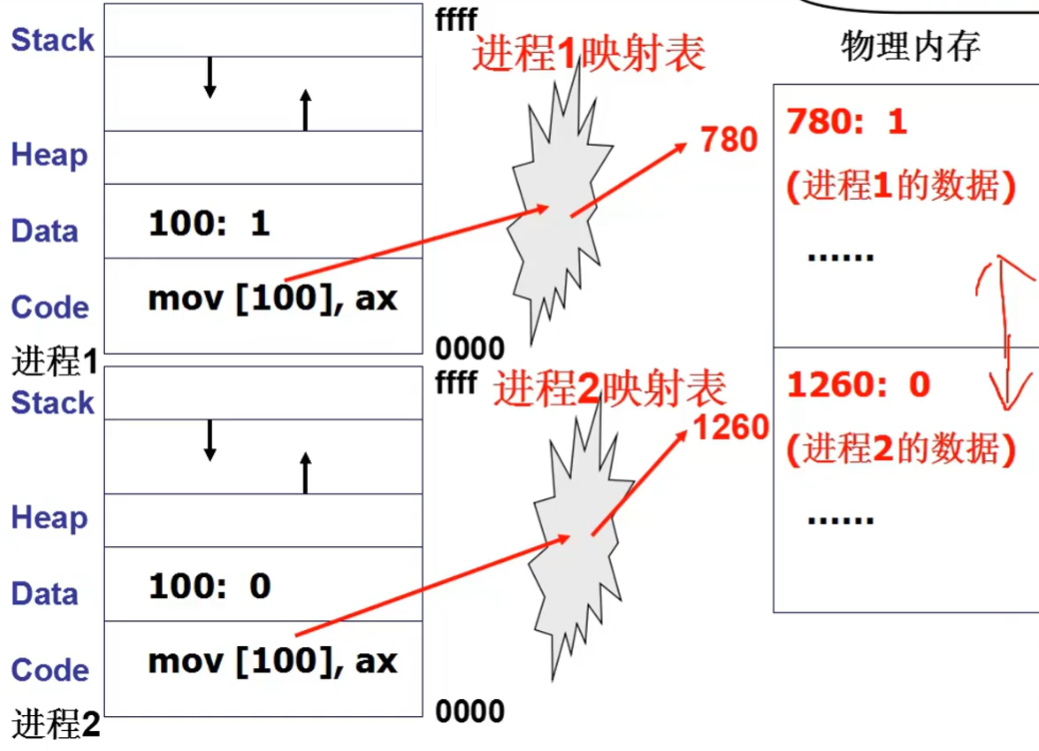 Stack
ffff
进程1映射表
物理内存
780
780: 1
Heap
(进程1的数据)
Data
100: 1
......
Code
mov [100], ax
0000
进程1
ffff
进程2映射表
1260: 0
Stack
1260
(进程2的数据)
Heap
......
Data
100: 0
Code
mov [100], ax
0000
进程2